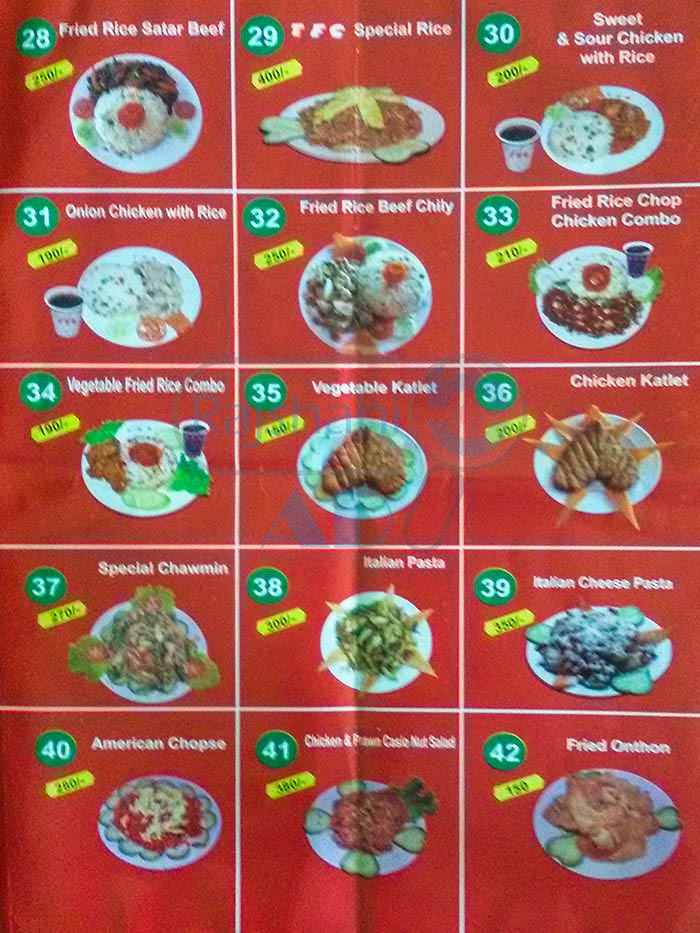 28 Fried Rice Satar Beef
250/-
29 TFC Special Rice
400/-
30 Sweet
& Sour Chicken
with Rice
200/-
31 Onion Chicken with Rice
190/-
32 Fried Rice Beef Chily
250/-
33 Fried Rice Chop
Chicken Combo
210/-
34 Vegetable Fried Rice Combo
190/-
35 Vegetable Katlet
150/-
36 Chicken Katlet
200/-
Rajshahi
ADV
37 Special Chawmin
270/-
38 Italian Pasta
300/-
39 Italian Cheese Pasta
350/-
40 American Chopse
280/-
41 Chicken & Prawn Casio Nut Salad
380/-
42 Fried Onthon
150